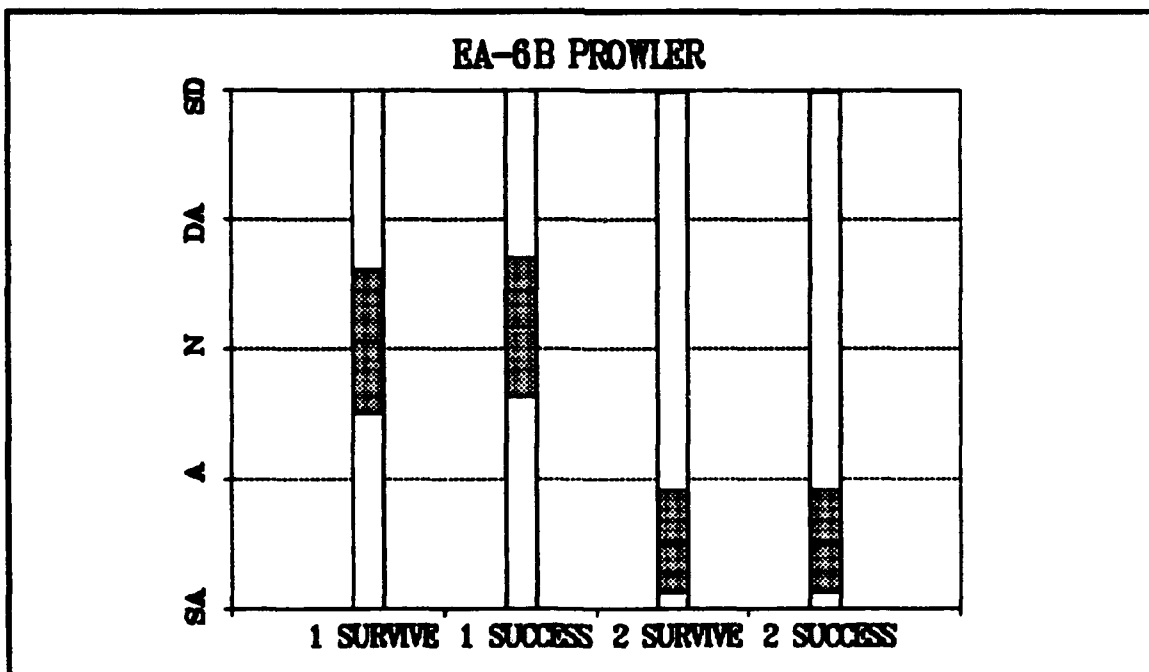 EA-6B PROWLER
SD
DA
N
A
SA
1 SURVIVE 1 SUCCESS 2 SURVIVE 2 SUCCESS